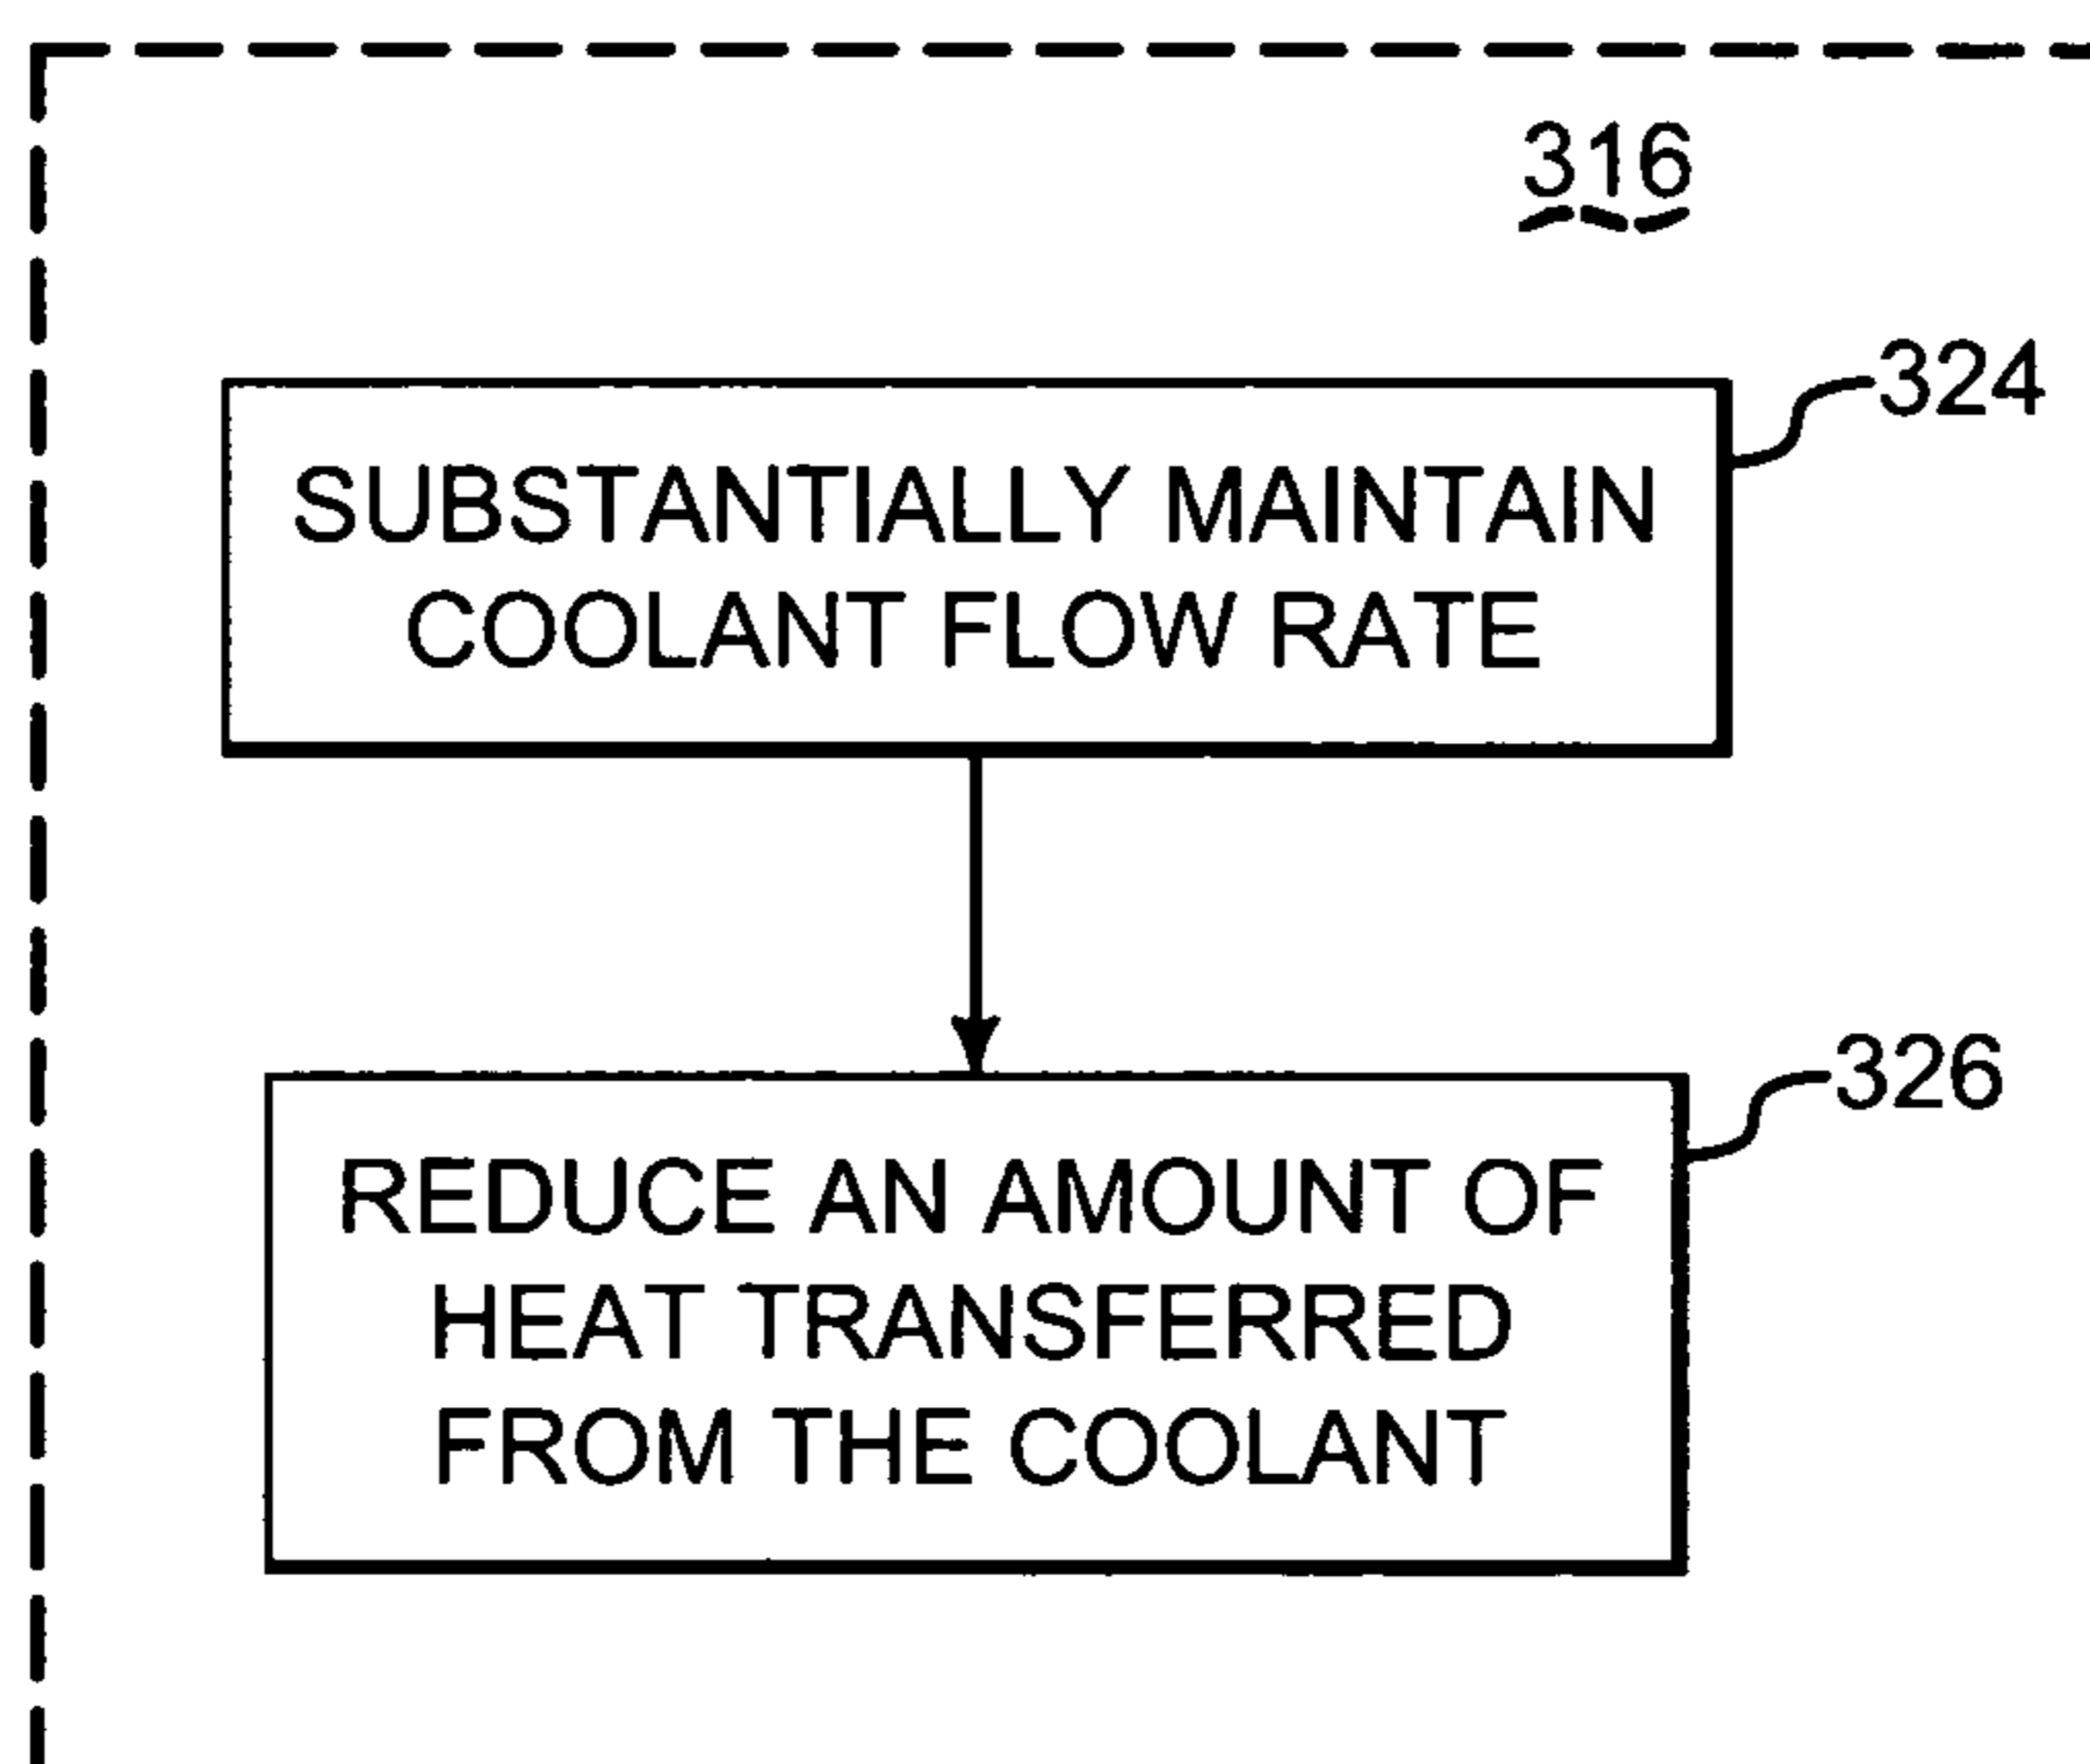 316
324
SUBSTANTIALLY MAINTAIN
COOLANT FLOW RATE
326
REDUCE AN AMOUNT OF
HEAT TRANSFERRED
FROM THE COOLANT